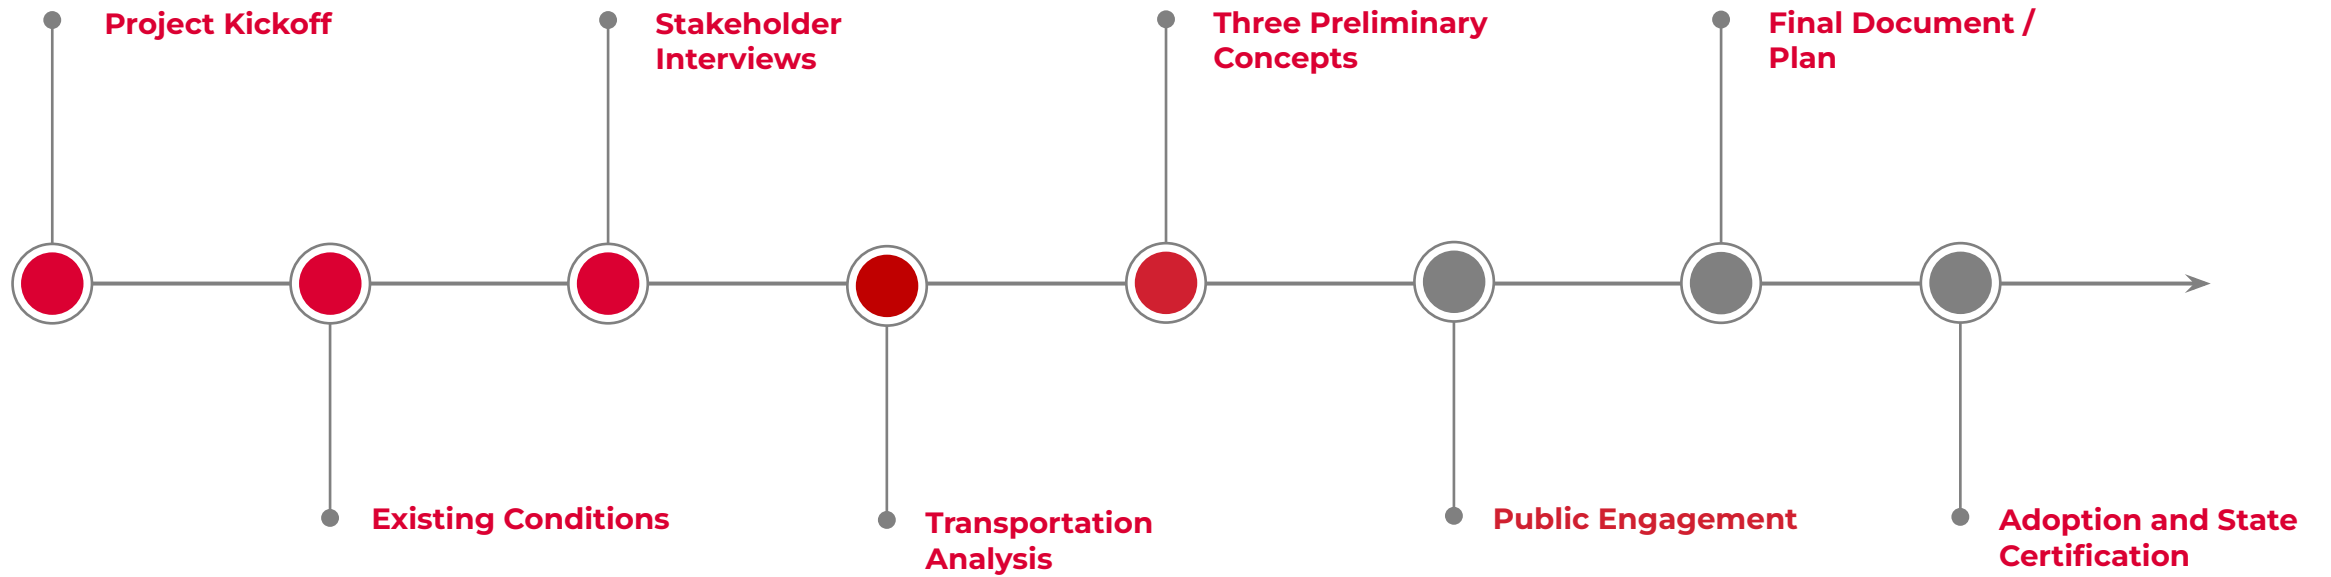 Project Kickoff
Stakeholder
Interviews
Three Preliminary
Concepts
Final Document /
Plan
Existing Conditions
Transportation
Analysis
Public Engagement
Adoption and State
Certification